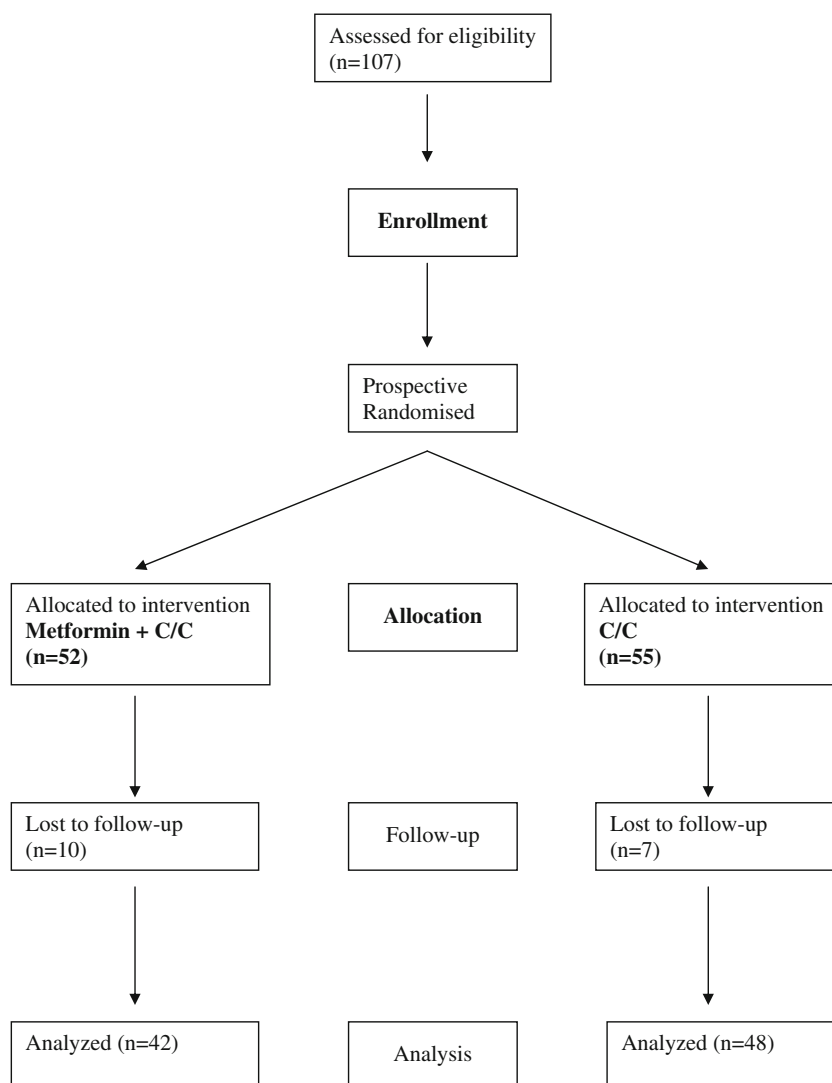 Assessed for eligibility
(n=107)
Enrollment
Prospective
Randomised
Allocated to intervention
Metformin + C/C
(n=52)
Allocation
Allocated to intervention
C/C
(n=55)
Lost to follow-up
(n=10)
Follow-up
Lost to follow-up
(n=7)
Analyzed (n=42)
Analysis
Analyzed (n=48)